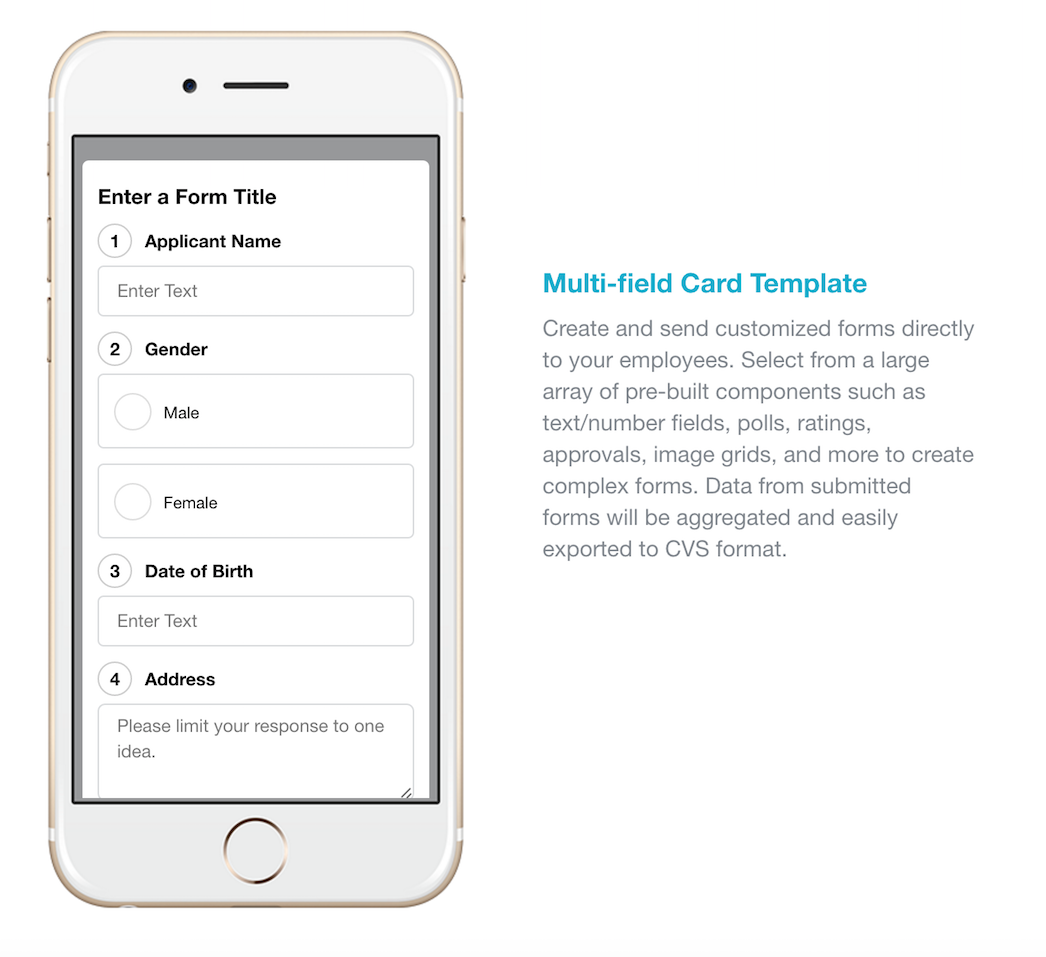 Enter a Form Title
1 Applicant Name
Enter Text
2 Gender
Male
Female
3 Date of Birth
Enter Text
4 Address
Please limit your response to one
idea.
Multi-field Card Template
Create and send customized forms directly
to your employees. Select from a large
array of pre-built components such as
text/number fields, polls, ratings,
approvals, image grids, and more to create
complex forms. Data from submitted
forms will be aggregated and easily
exported to CVS format.